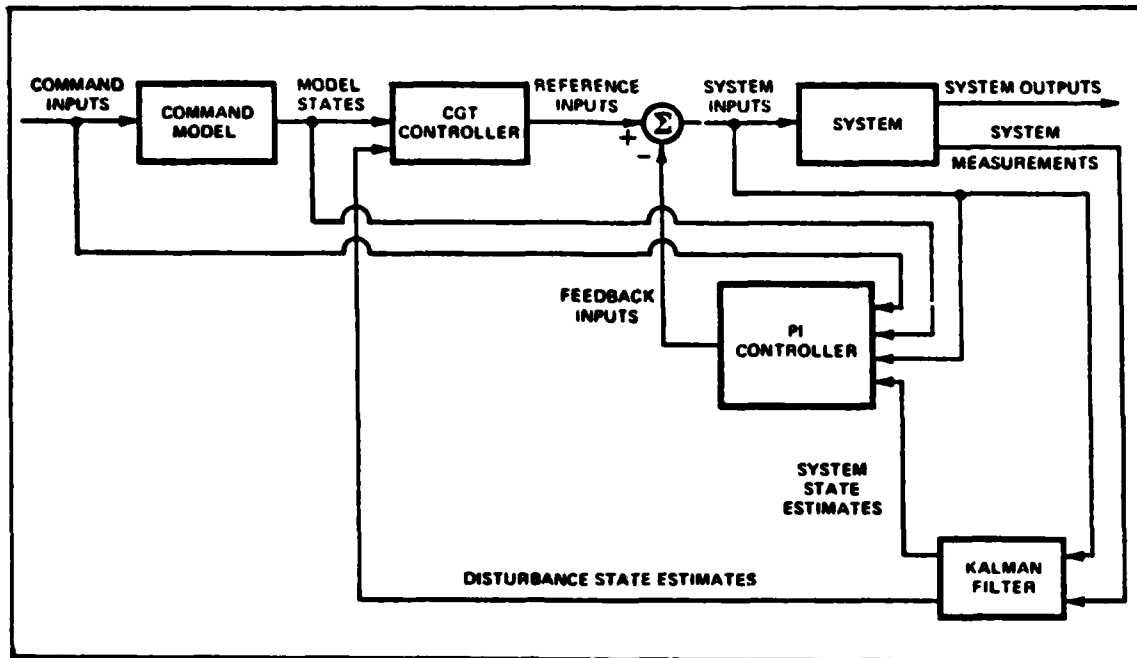 COMMAND
INPUTS
COMMAND
MODEL
MODEL
STATES
CGT
CONTROLLER
REFERENCE
INPUTS
Σ
+
-
SYSTEM
INPUTS
SYSTEM
SYSTEM OUTPUTS
SYSTEM
MEASUREMENTS
FEEDBACK
INPUTS
PI
CONTROLLER
SYSTEM
STATE
ESTIMATES
KALMAN
FILTER
DISTURBANCE STATE ESTIMATES